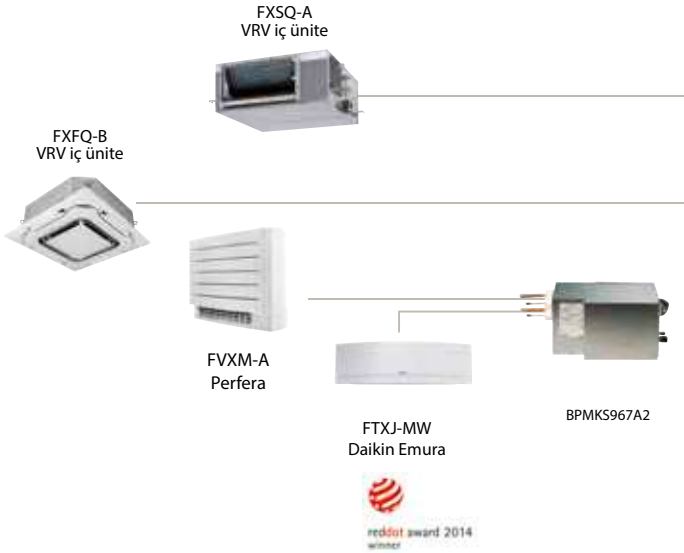 FXSQ-A
VRV iç ünite
FXFQ-B
VRV iç ünite
FVXM-A
Perfera
FTXJ-MW
Daikin Emura
BPMKS967A2
reddot award 2014
winner